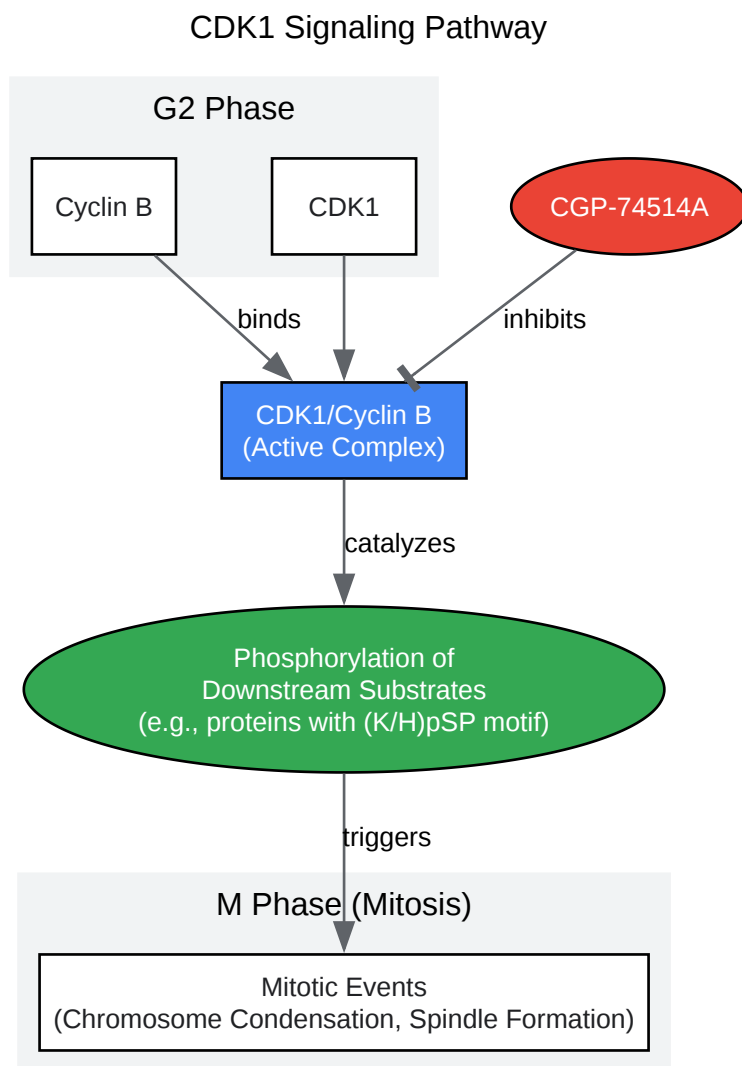 CDK1 Signaling Pathway
G2 Phase
Cyclin B
CDK1
CGP-74514A
binds
inhibits
CDK1/Cyclin B
(Active Complex)
catalyzes
Phosphorylation of
Downstream Substrates
(e.g., proteins with (K/H)pSP motif)
triggers
M Phase (Mitosis)
Mitotic Events
(Chromosome Condensation, Spindle Formation)